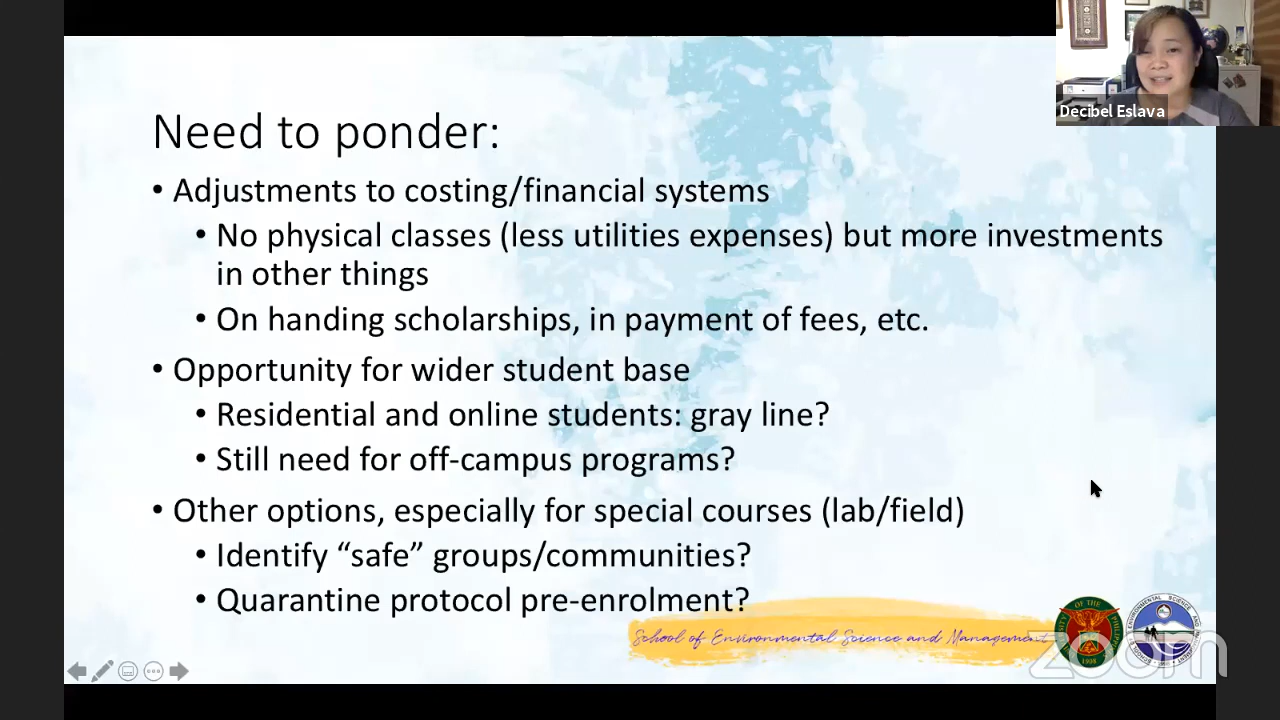 Decibel Eslava
Need to ponder:
• Adjustments to costing/financial systems
• No physical classes (less utilities expenses) but more investments
in other things
• On handing scholarships, in payment of fees, etc.
• Opportunity for wider student base
• Residential and online students: gray line?
• Still need for off-campus programs?
• Other options, especially for special courses (lab/field)
• Identify “safe” groups/communities?
• Quarantine protocol pre-enrolment?
School of Environmental Science and Management
1908
zoom